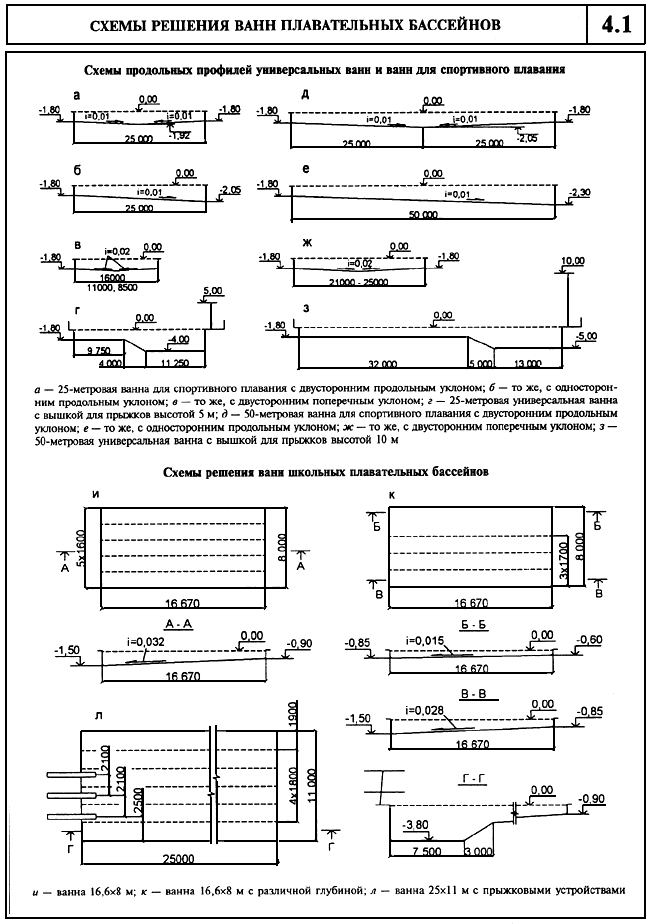 СХЕМЫ РЕШЕНИЯ ВАНН ПЛАВАТЕЛЬНЫХ БАССЕЙНОВ
4.1
Схемы продольных профилей универсальных ванн и ванн для спортивного плавания
а
0,00
-1,80
-1,80
i=0,01
i=0,01
-1,92
25 000
д
0,00
-1,80
-1,80
i=0,01
i=0,01
-2,05
25 000
25 000
б
0,00
-1,80
-2,05
i=0,01
25 000
е
0,00
-1,80
-2,30
i=0,01
50 000
в
0,00
i=0,02
-1,80
-1,80
16000
11000, 8500
ж
0,00
-1,80
-1,80
i=0,02
21000 - 25000
г
5,00
0,00
-1,80
-4,00
9 750
4 000
11 250
з
10,00
0,00
-1,80
-5,00
32 000
5 000
13 000
а — 25-метровая ванна для спортивного плавания с двусторонним продольным уклоном; б — то же, с односторон-
ним продольным уклоном; в — то же, с двусторонним поперечным уклоном; г — 25-метровая универсальная ванна
с вышкой для прыжков высотой 5 м; д — 50-метровая ванна для спортивного плавания с двусторонним продольным
уклоном; е — то же, с односторонним продольным уклоном; ж — то же, с двусторонним поперечным уклоном; з —
50-метровая универсальная ванна с вышкой для прыжков высотой 10 м
Схемы решения ванн школьных плавательных бассейнов
и
5х1600
8 000
А
А
16 670
к
Б
Б
3х1700
8 000
В
В
16 670
А - А
i=0,032
0,00
-1,50
-0,90
16 670
Б - Б
i=0,015
0,00
-0,85
-0,60
16 670
В - В
i=0,028
0,00
-1,50
-0,85
16 670
л
1900
2100
2100
2500
4х1800
11 000
Г
Г
25000
Г - Г
0,00
-0,90
-3,80
7 500
3 000
и — ванна 16,6×8 м; к — ванна 16,6×8 м с различной глубиной; л — ванна 25×11 м с прыжковыми устройствами